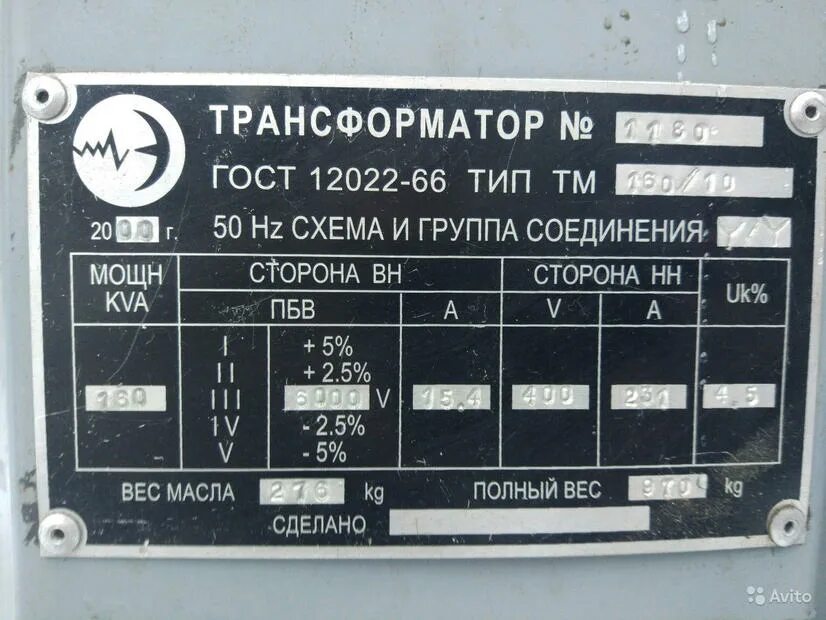 ТРАНСФОРМАТОР № 1180
ГОСТ 12022-66 ТИП ТМ 160/10
2000 г. 50 Hz СХЕМА И ГРУППА СОЕДИНЕНИЯ Y/Y
МОЩН KVA СТОРОНА ВН СТОРОНА НН Uk%
ПБВ А V А
I + 5%
II + 2.5%
160 III 6000 V 15.4 400 231 4.5
IV - 2.5%
V - 5%
ВЕС МАСЛА 276 kg ПОЛНЫЙ ВЕС 970 kg
СДЕЛАНО
Avito